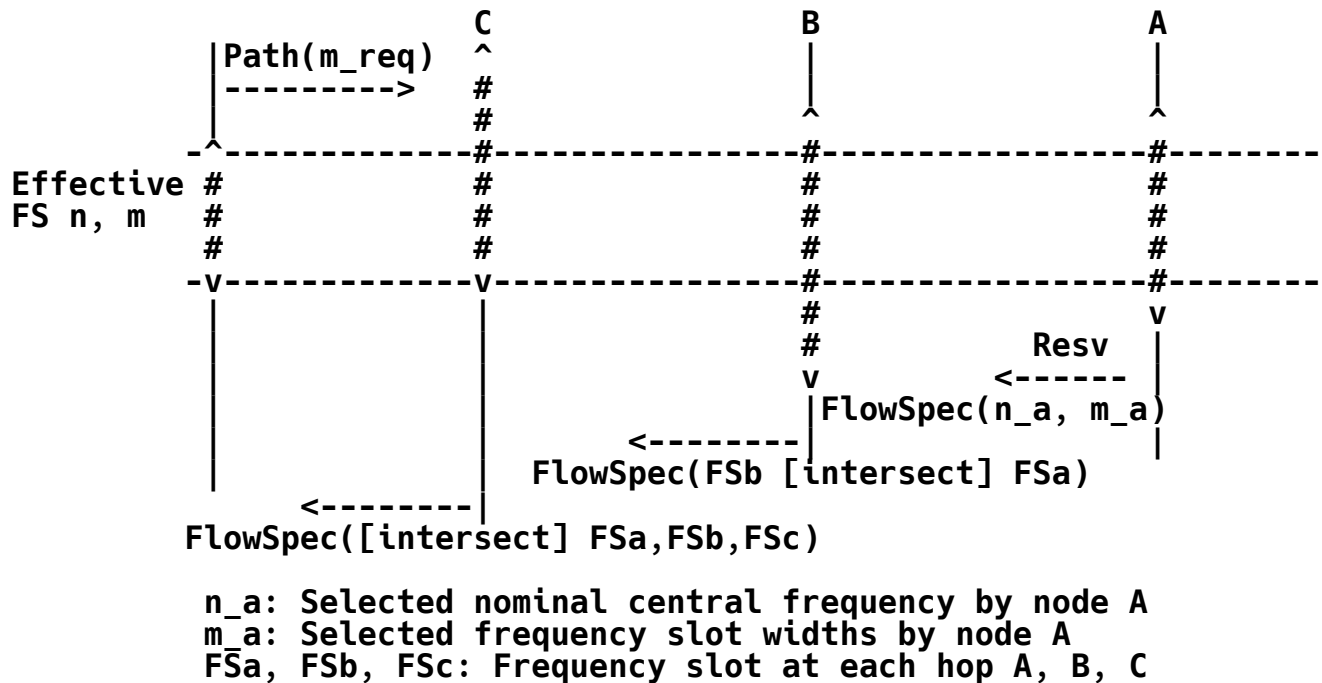 C                   B                    A
            |Path(m_req)     ^                   |                    |
            |--------->      #                   |                    |
            |                #                   ^                    ^
           -^----------------#-------------------#--------------------#--------
Effective   #                #                   #                    #
FS n, m     #                #                   #                    #
            #                #                   #                    #
           -v----------------v-------------------#--------------------#--------
            |                |                   #                    v
            |                |                   #            Resv    |
            |                |                   v          <------   |
            |                |                   |FlowSpec(n_a, m_a)
            |                |         <--------|                    |
            |                |  FlowSpec(FSb [intersect] FSa)
                  <--------|
           FlowSpec([intersect] FSa,FSb,FSc)
            n_a: Selected nominal central frequency by node A
            m_a: Selected frequency slot widths by node A
            FSa, FSb, FSc: Frequency slot at each hop A, B, C